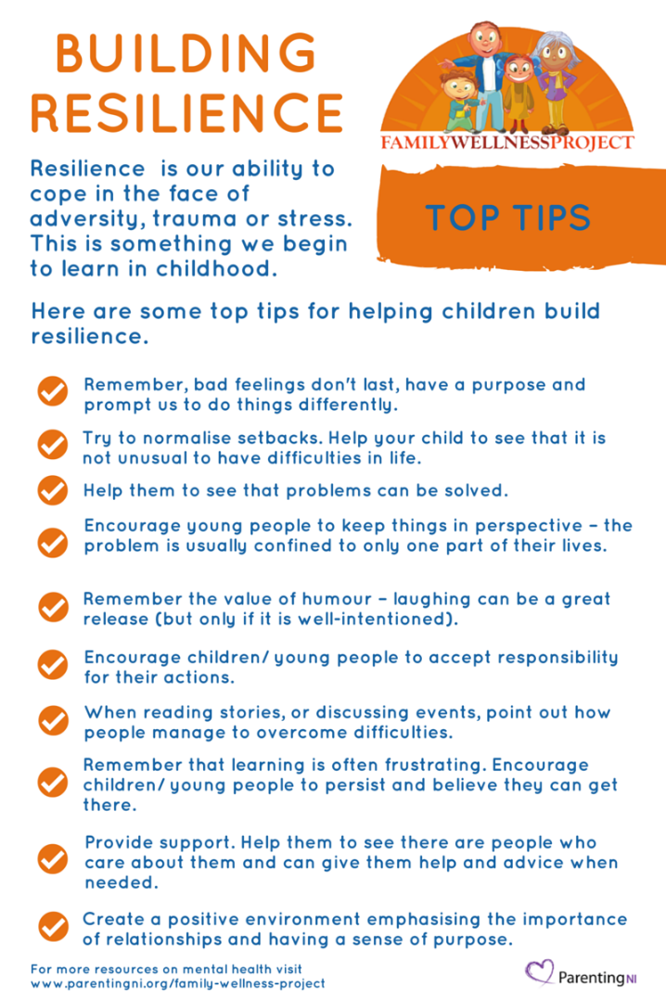 BUILDING
RESILIENCE
FAMILYWELLNESSPROJECT
Resilience is our ability to
cope in the face of
adversity, trauma or stress.
This is something we begin
to learn in childhood.
TOP TIPS
Here are some top tips for helping children build
resilience.
Remember, bad feelings don't last, have a purpose and
prompt us to do things differently.
Try to normalise setbacks. Help your child to see that it is
not unusual to have difficulties in life.
Help them to see that problems can be solved.
Encourage young people to keep things in perspective – the
problem is usually confined to only one part of their lives.
Remember the value of humour – laughing can be a great
release (but only if it is well-intentioned).
Encourage children/ young people to accept responsibility
for their actions.
When reading stories, or discussing events, point out how
people manage to overcome difficulties.
Remember that learning is often frustrating. Encourage
children/ young people to persist and believe they can get
there.
Provide support. Help them to see there are people who
care about them and can give them help and advice when
needed.
Create a positive environment emphasising the importance
of relationships and having a sense of purpose.
For more resources on mental health visit
www.parentingni.org/family-wellness-project
Parenting NI